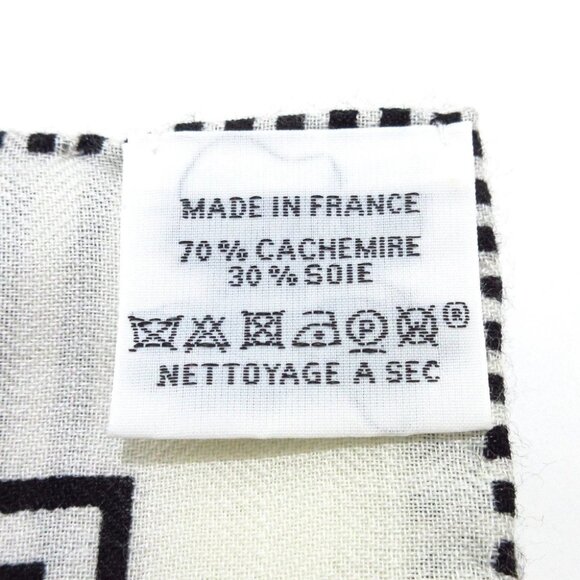 MADE IN FRANCE
70% CACHEMIRE
30% SOIE
P W ®
NETTOYAGE A SEC